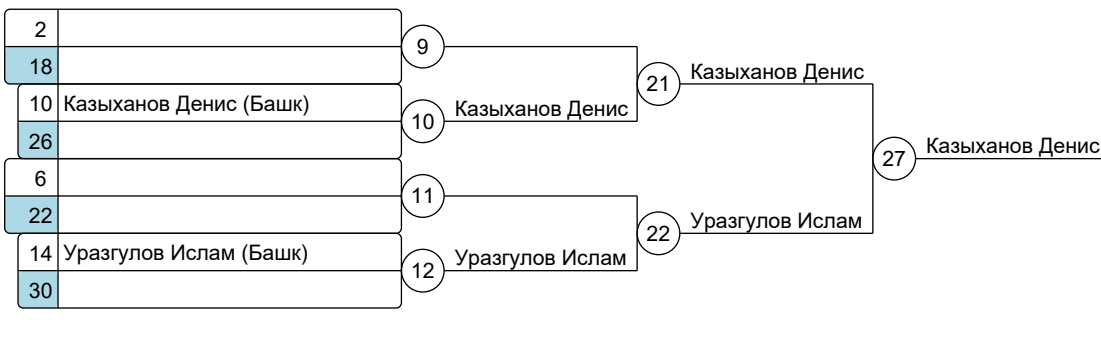 2
9
18
21 Казыханов Денис
10 Казыханов Денис (Башк)
10 Казыханов Денис
26
27 Казыханов Денис
6
11
22
22 Уразгулов Ислам
14 Уразгулов Ислам (Башк)
12 Уразгулов Ислам
30